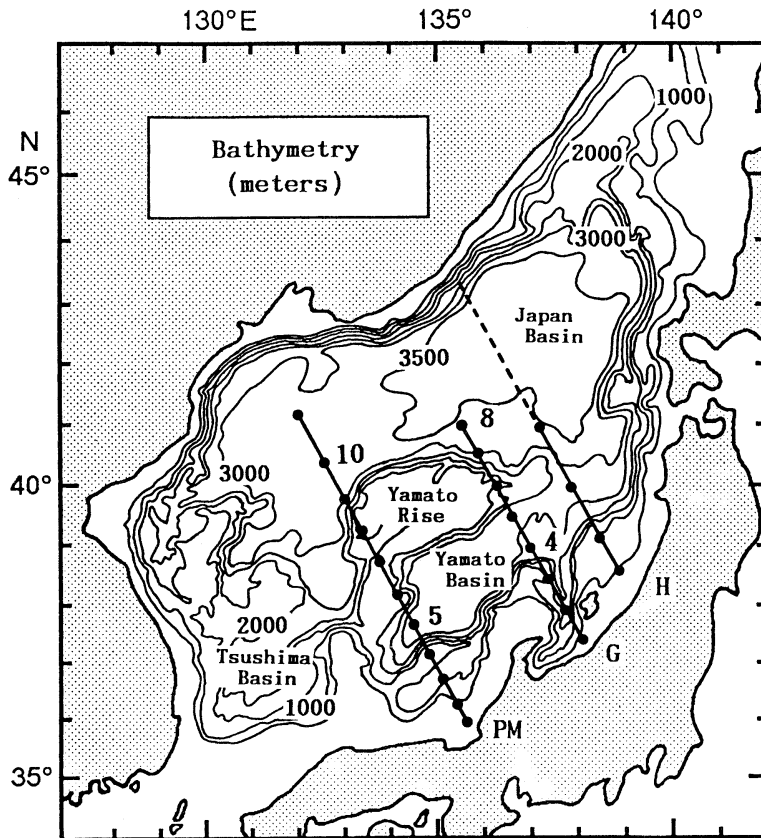 130°E 135° 140°
N
45°
40°
35°
Bathymetry
(meters)
1000
2000
3000
Japan
Basin
3500
8
10
3000
Yamato
Rise
4
Yamato
Basin
5
H
2000
Tsushima
Basin
G
1000
PM